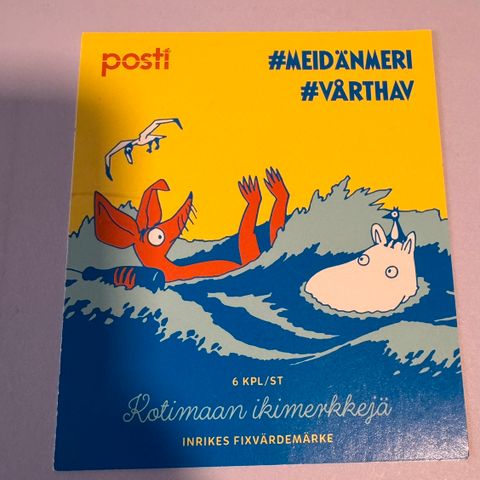 posti
#MEIDÄNMERI
#VÅRTHAV
6 KPL/ST
Kotimaan ikimerkkejä
INRIKES FIXVÄRDEMÄRKE